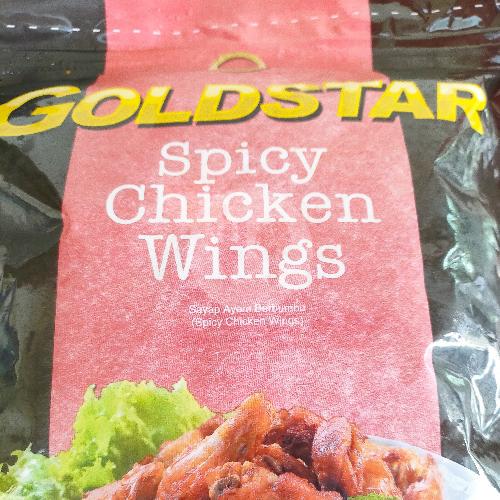 GOLDSTAR
Spicy
Chicken
Wings
Sayap Ayam Berbumbu
(Spicy Chicken Wings)